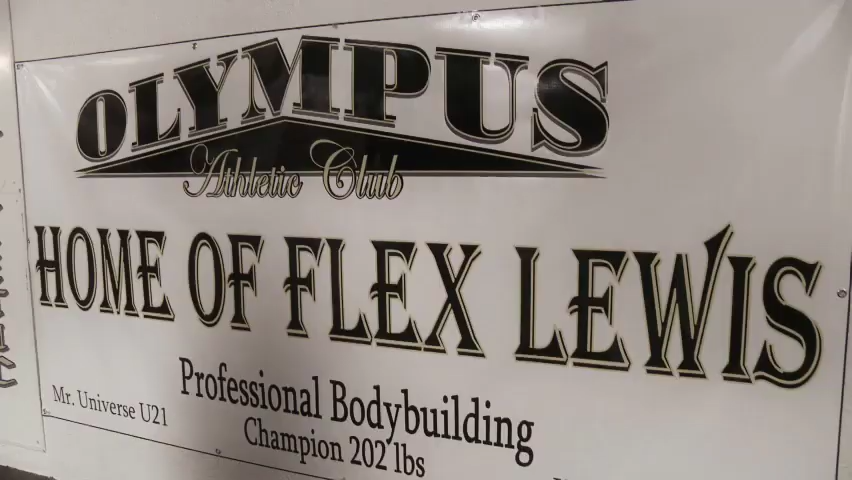 OLYMPUS
Athletic Club
HOME OF FLEX LEWIS
Professional Bodybuilding
Mr. Universe U21
Champion 202 lbs